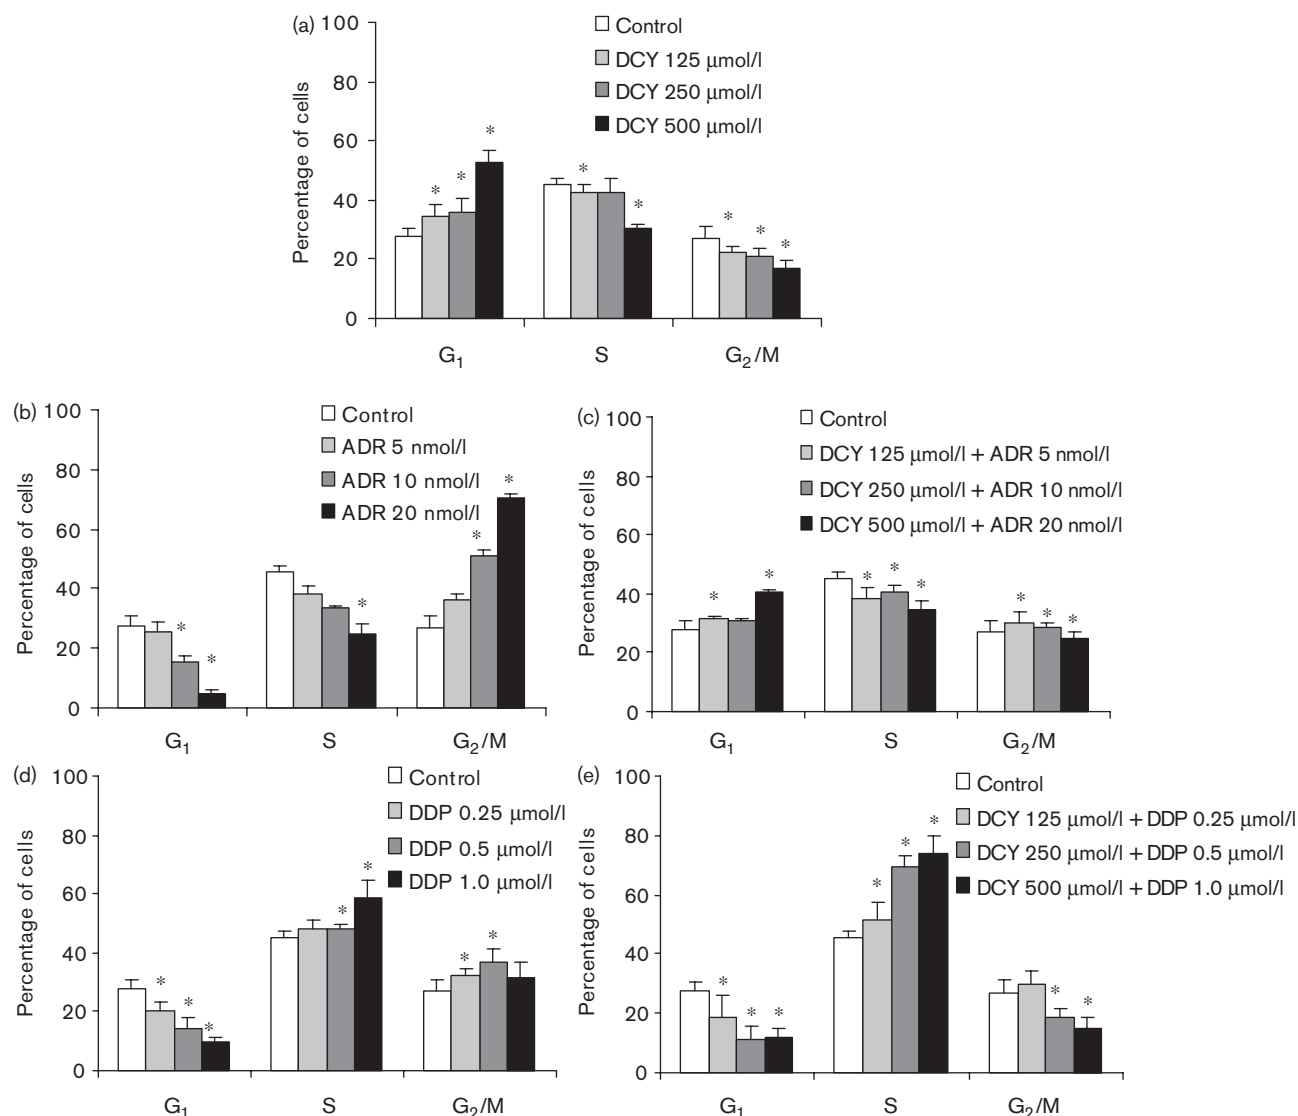 (a)
100
80
60
40
20
0
Percentage of cells
Control
DCY 125 μmol/l
DCY 250 μmol/l
DCY 500 μmol/l
* * *
* *
* * *
G₁ S G₂/M
(b)
100
80
60
40
20
0
Percentage of cells
Control
ADR 5 nmol/l
ADR 10 nmol/l
ADR 20 nmol/l
* *
*
* *
G₁ S G₂/M
(c)
100
80
60
40
20
0
Percentage of cells
Control
DCY 125 μmol/l + ADR 5 nmol/l
DCY 250 μmol/l + ADR 10 nmol/l
DCY 500 μmol/l + ADR 20 nmol/l
* *
* * *
* * *
G₁ S G₂/M
(d)
100
80
60
40
20
0
Percentage of cells
Control
DDP 0.25 μmol/l
DDP 0.5 μmol/l
DDP 1.0 μmol/l
* * *
* *
* *
G₁ S G₂/M
(e)
100
80
60
40
20
0
Percentage of cells
Control
DCY 125 μmol/l + DDP 0.25 μmol/l
DCY 250 μmol/l + DDP 0.5 μmol/l
DCY 500 μmol/l + DDP 1.0 μmol/l
* * *
* * *
* *
G₁ S G₂/M